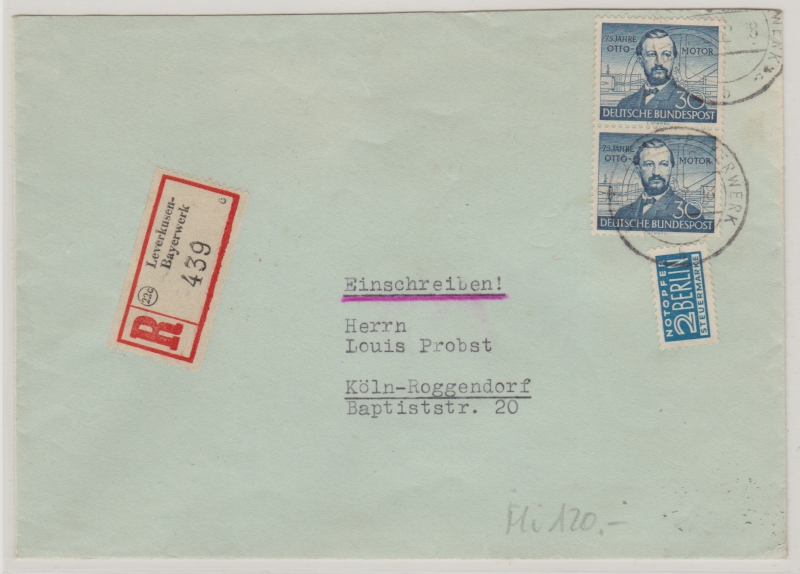 75 JAHRE
OTTO- MOTOR
30
DEUTSCHE BUNDESPOST
75 JAHRE
OTTO- MOTOR
30
DEUTSCHE BUNDESPOST
NOTOPFER
2 BERLIN
STEUERMARKE
R
22c
Leverkusen-
Bayerwerk
439
c
Einschreiben!
Herrn
Louis Probst
Köln-Roggendorf
Baptiststr. 20
Mi 120.-